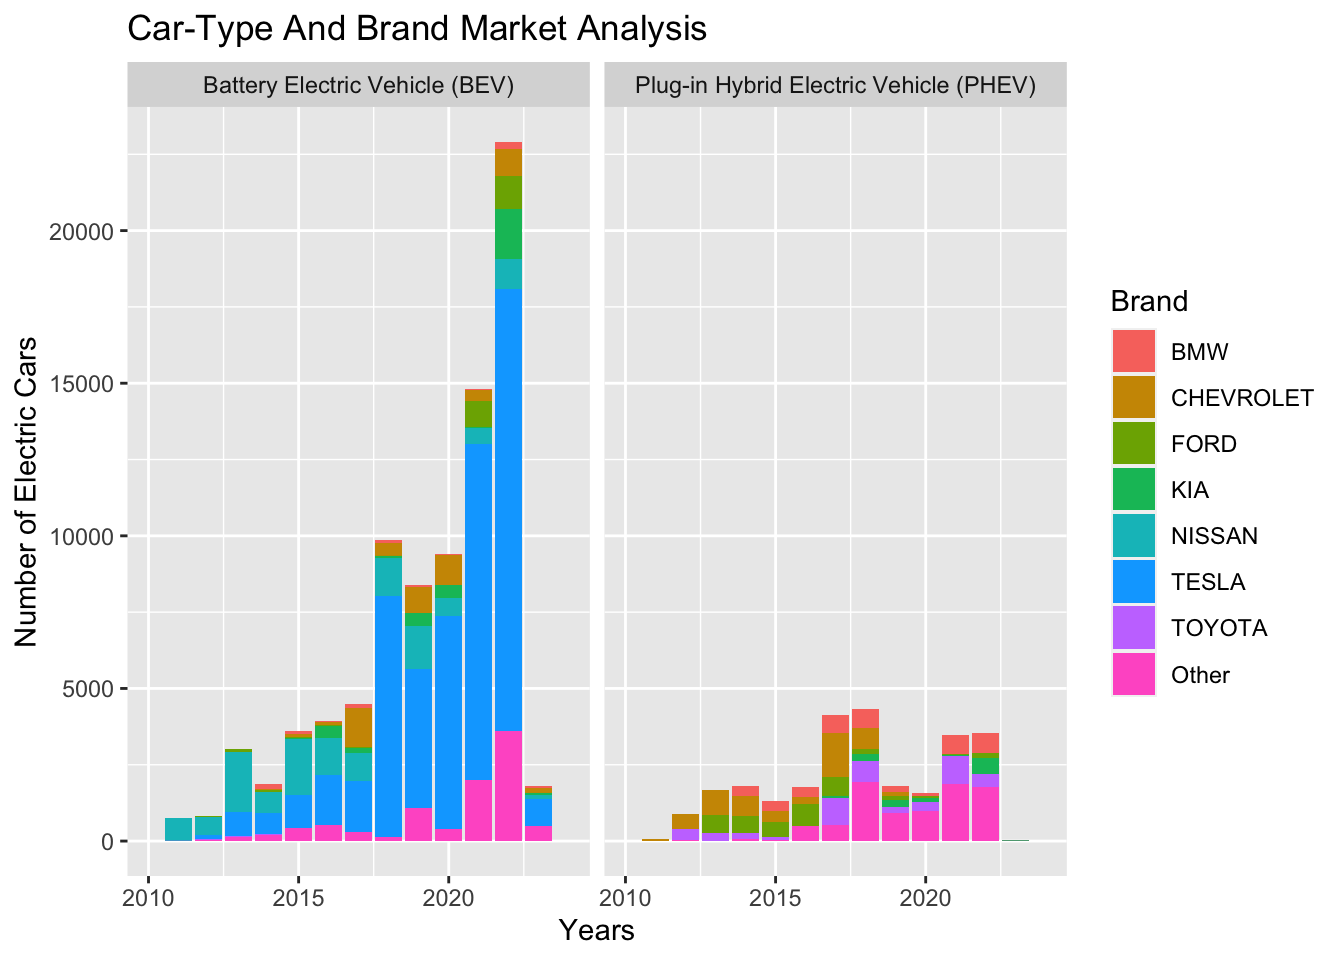 Car-Type And Brand Market Analysis
Battery Electric Vehicle (BEV)
Plug-in Hybrid Electric Vehicle (PHEV)
Number of Electric Cars
20000
15000
10000
5000
0
2010
2015
2020
2010
2015
2020
Years
Brand
BMW
CHEVROLET
FORD
KIA
NISSAN
TESLA
TOYOTA
Other